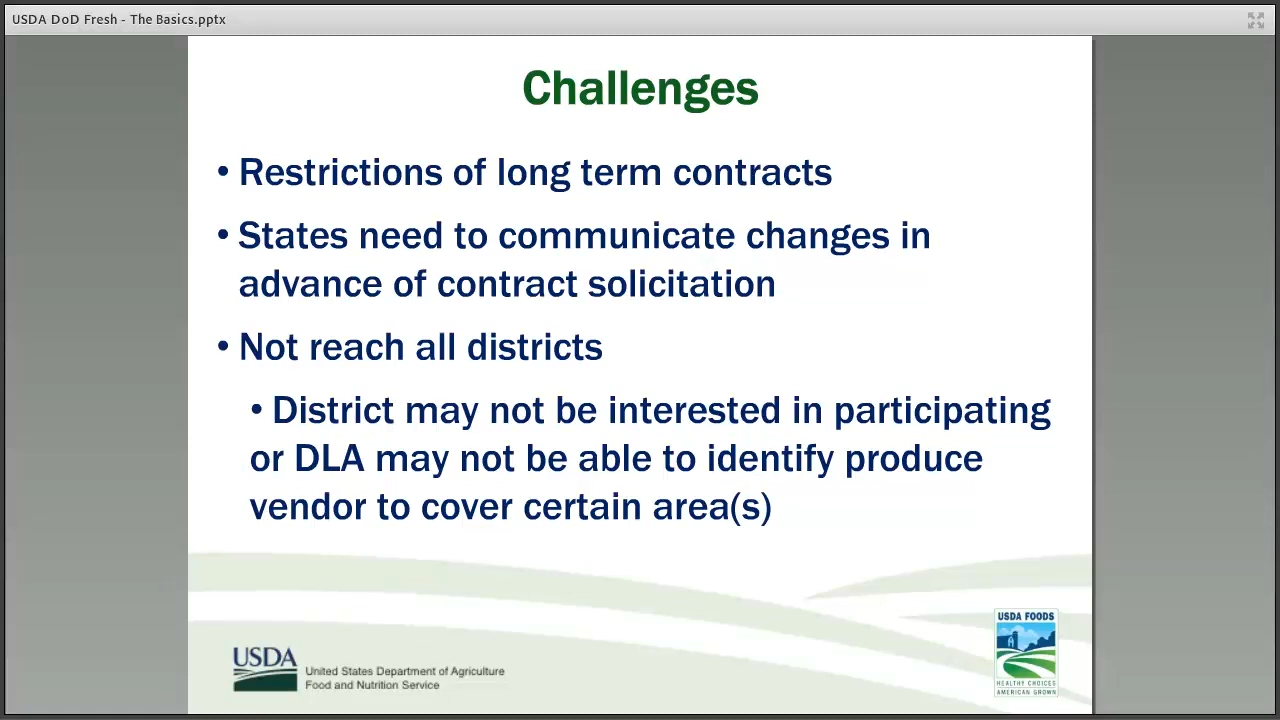 USDA DoD Fresh - The Basics.pptx
Challenges
• Restrictions of long term contracts
• States need to communicate changes in
advance of contract solicitation
• Not reach all districts
• District may not be interested in participating
or DLA may not be able to identify produce
vendor to cover certain area(s)
USDA
United States Department of Agriculture
Food and Nutrition Service
USDA FOODS
HEALTHY CHOICES
AMERICAN GROWN